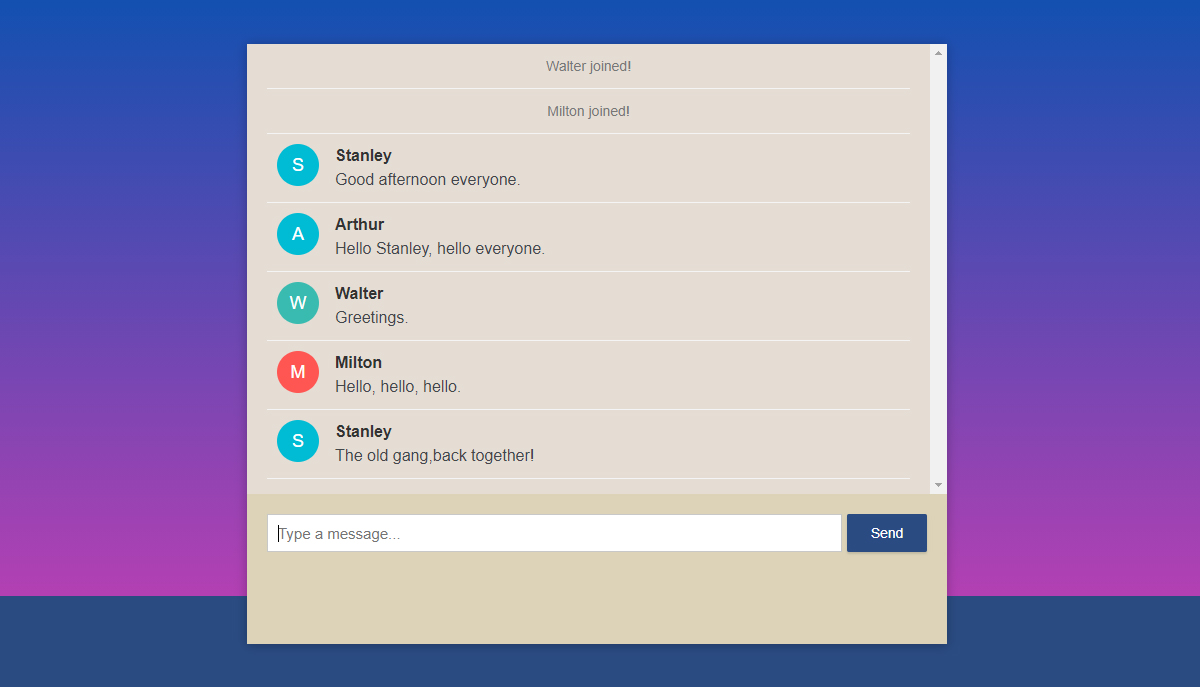 Walter joined!
Milton joined!
S
Stanley
Good afternoon everyone.
A
Arthur
Hello Stanley, hello everyone.
W
Walter
Greetings.
M
Milton
Hello, hello, hello.
S
Stanley
The old gang,back together!
Type a message...
Send